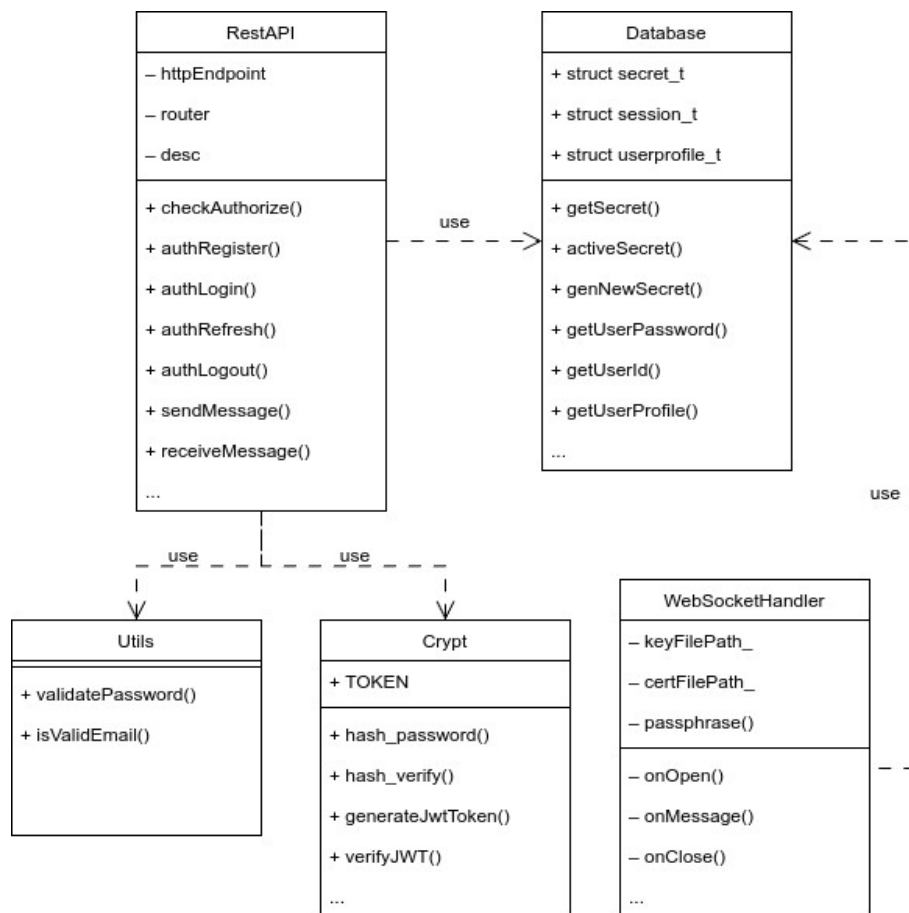 RestAPI
– httpEndpoint
– router
– desc
+ checkAuthorize()
+ authRegister()
+ authLogin()
+ authRefresh()
+ authLogout()
+ sendMessage()
+ receiveMessage()
...
use
Database
+ struct secret_t
+ struct session_t
+ struct userprofile_t
+ getSecret()
+ activeSecret()
+ genNewSecret()
+ getUserPassword()
+ getUserId()
+ getUserProfile()
...
use
use
use
Utils
+ validatePassword()
+ isValidEmail()
Crypt
+ TOKEN
+ hash_password()
+ hash_verify()
+ generateJwtToken()
+ verifyJWT()
...
WebSocketHandler
– keyFilePath_
– certFilePath_
– passphrase()
– onOpen()
– onMessage()
– onClose()
...